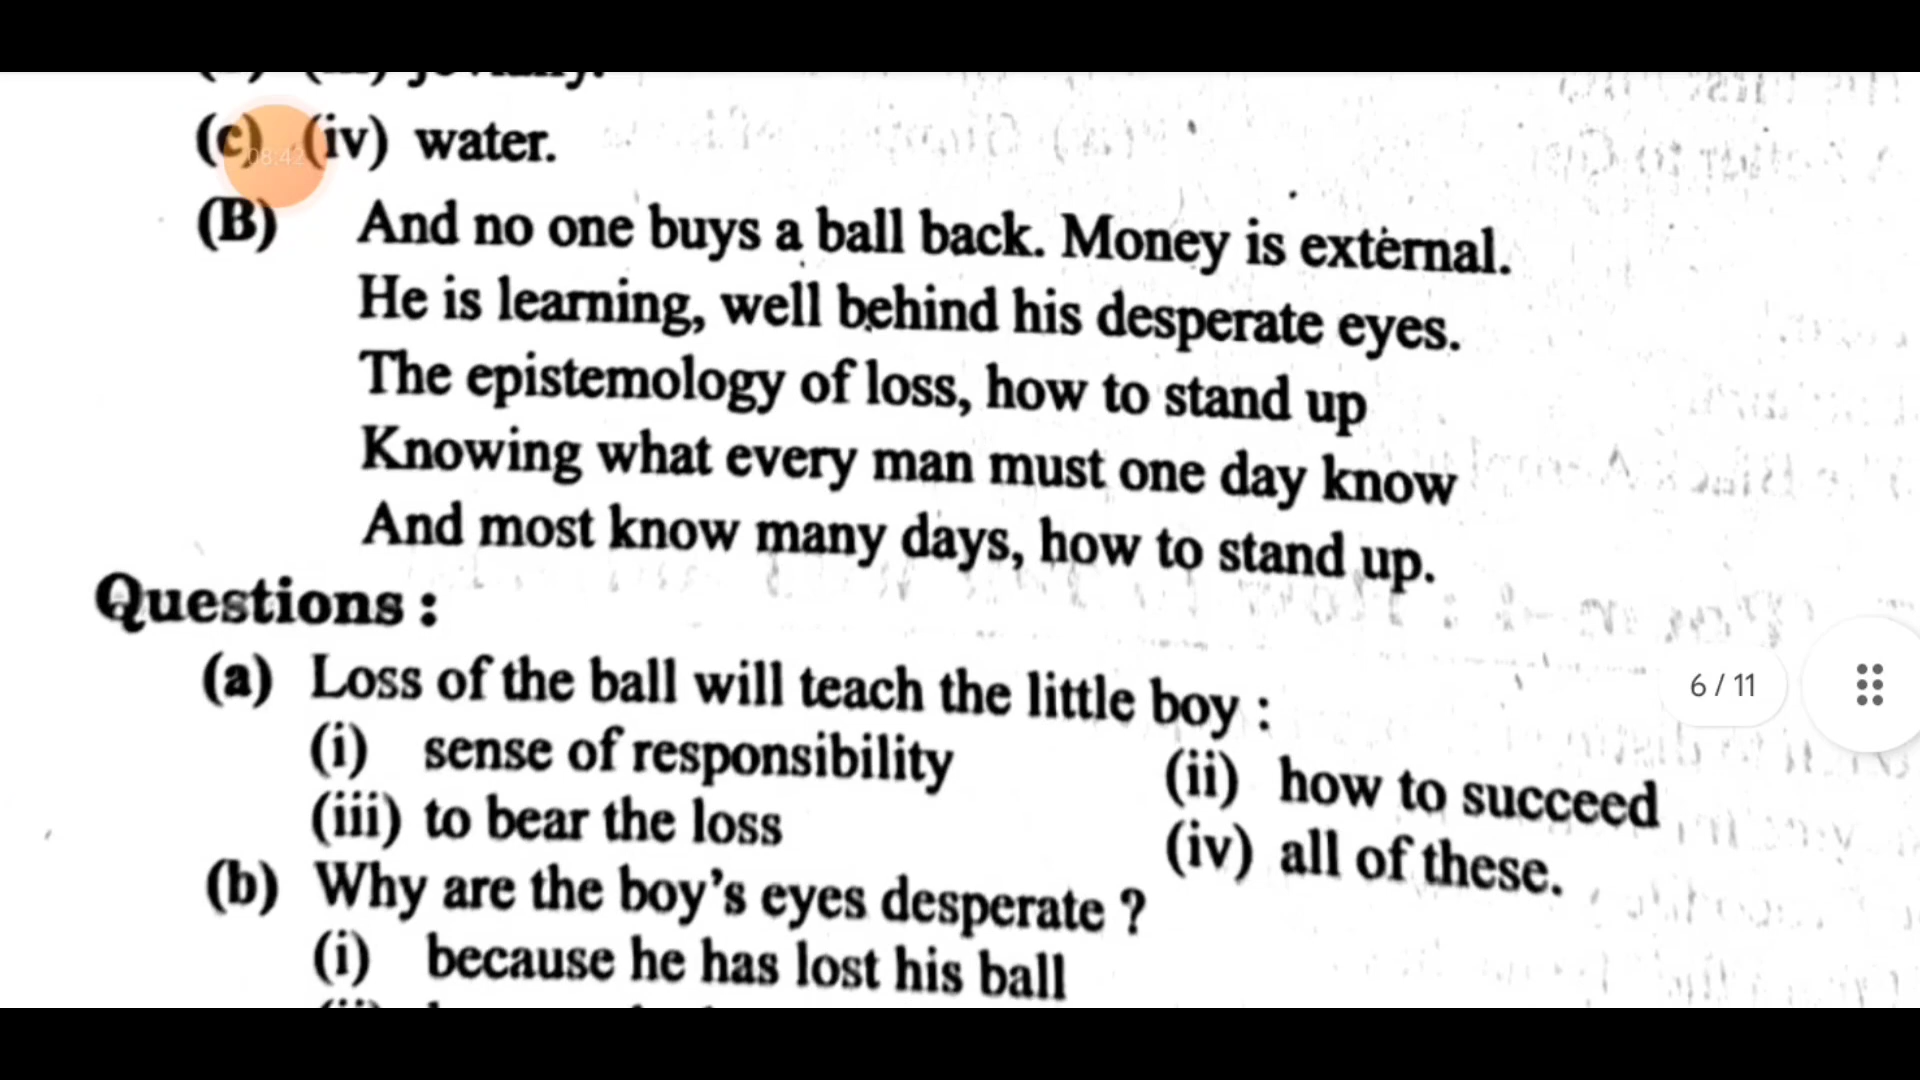 (c) (iv) water.
08:42
(B) And no one buys a ball back. Money is external.
He is learning, well behind his desperate eyes.
The epistemology of loss, how to stand up
Knowing what every man must one day know
And most know many days, how to stand up.
Questions :
(a) Loss of the ball will teach the little boy :
(i) sense of responsibility (ii) how to succeed
(iii) to bear the loss (iv) all of these.
(b) Why are the boy's eyes desperate ?
(i) because he has lost his ball
6 / 11